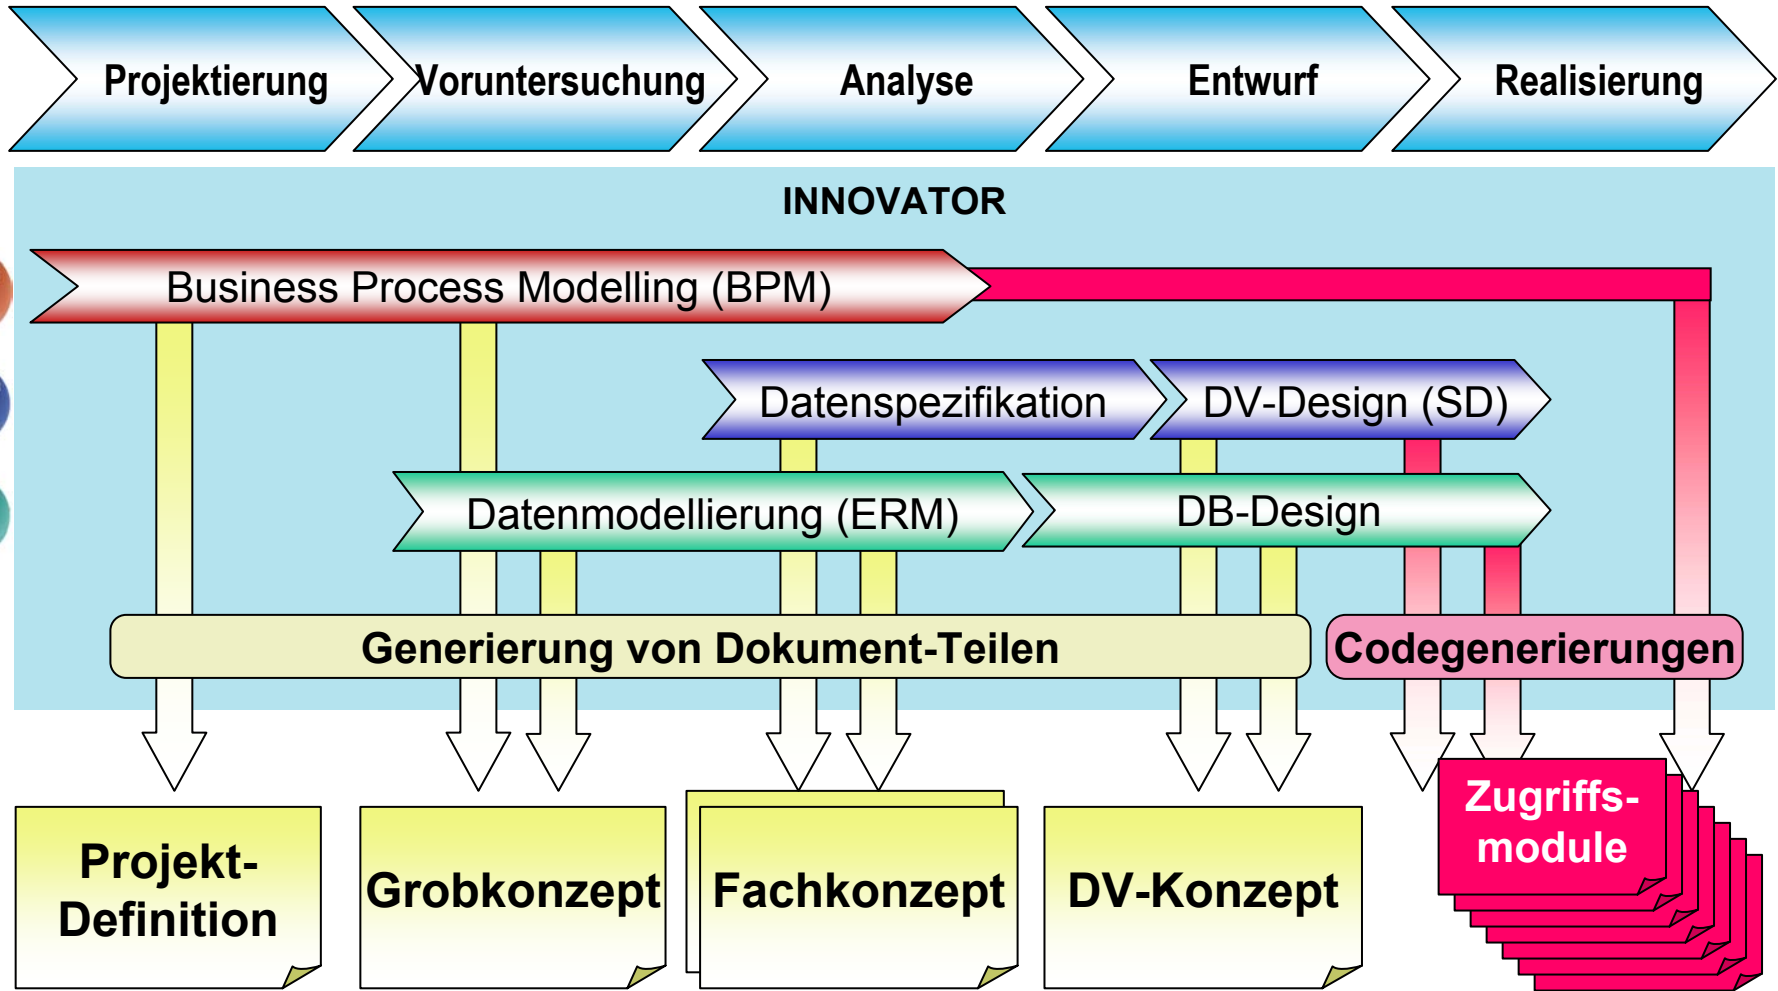 Projektierung
Voruntersuchung
Analyse
Entwurf
Realisierung
INNOVATOR
Business Process Modelling (BPM)
Datenspezifikation
DV-Design (SD)
Datenmodellierung (ERM)
DB-Design
Generierung von Dokument-Teilen
Codegenerierungen
Projekt-
Definition
Grobkonzept
Fachkonzept
DV-Konzept
Zugriffs-
module